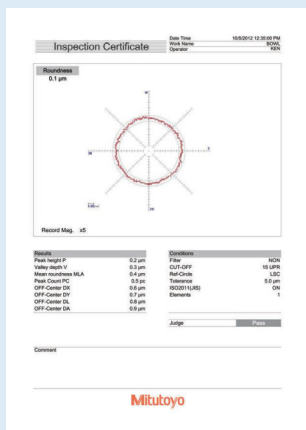 Inspection Certificate
Date Time 10/5/2012 12:35:00 PM
Work Name BOWL
Operator KEN
Roundness
0.1 μm
Record Mag. x5
Results
Peak height P 0.2 μm
Valley depth V 0.3 μm
Mean roundness MLA 0.4 μm
Peak Count PC 0.5 pc
OFF-Center DX 0.6 μm
OFF-Center DY 0.7 μm
OFF-Center DL 0.8 μm
OFF-Center DA 0.9 μm
Conditions
Filter NON
CUT-OFF 15 UPR
Ref-Circle LSC
Tolerance 5.0 μm
ISO2011(JIS) ON
Elements 1
Judge Pass
Comment
Mitutoyo